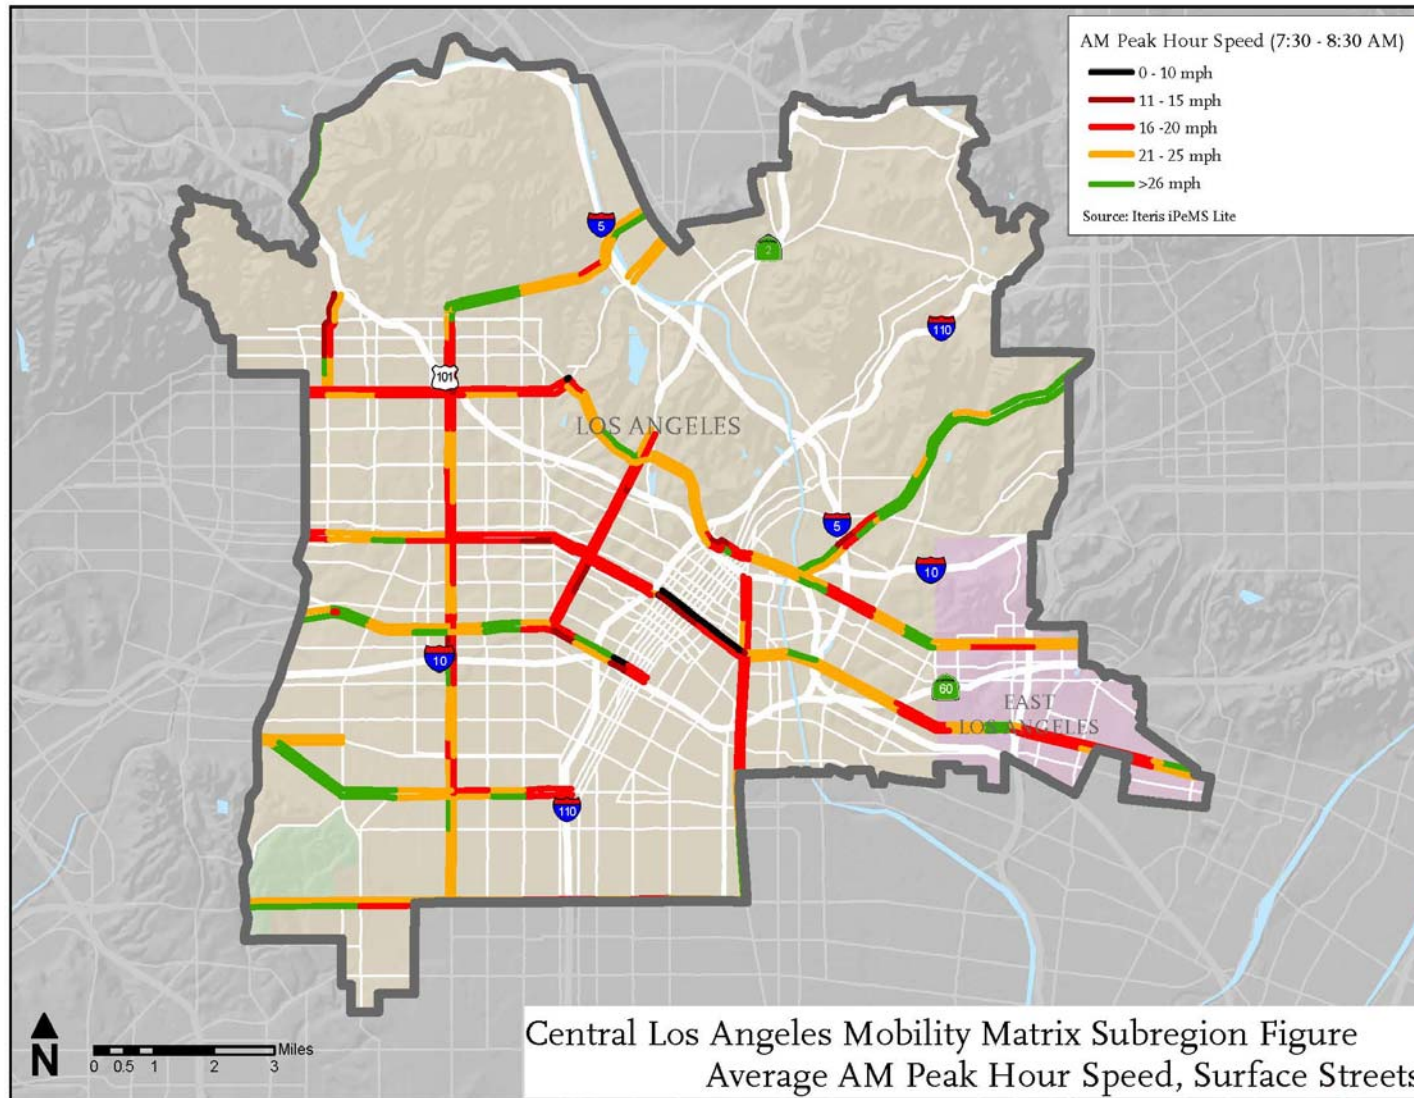 AM Peak Hour Speed (7:30 - 8:30 AM)
0 - 10 mph
11 - 15 mph
16 -20 mph
21 - 25 mph
>26 mph
Source: Iteris iPeMS Lite
5
2
110
101
LOS ANGELES
5
10
10
60
EAST
LOS ANGELES
110
N
Miles
0 0.5 1 2 3
Central Los Angeles Mobility Matrix Subregion Figure
Average AM Peak Hour Speed, Surface Streets